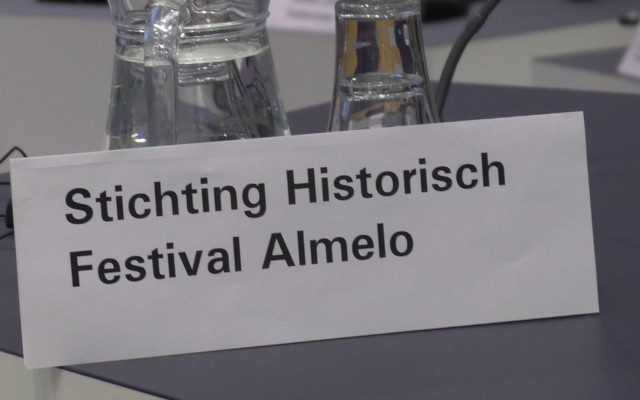 Stichting Historisch
Festival Almelo